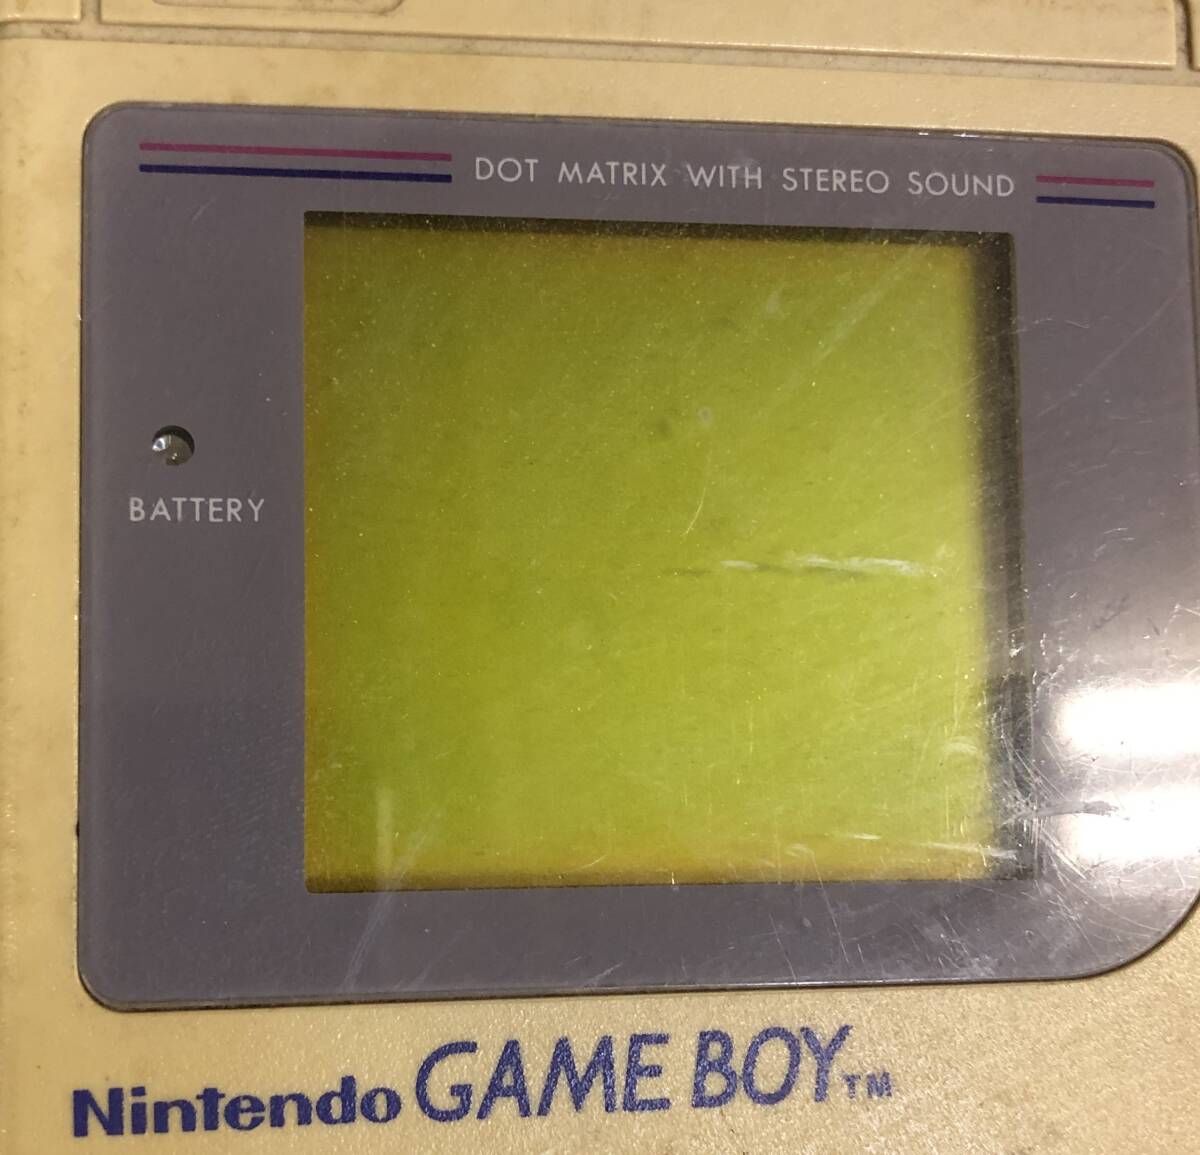 DOT MATRIX WITH STEREO SOUND
BATTERY
Nintendo GAME BOY TM